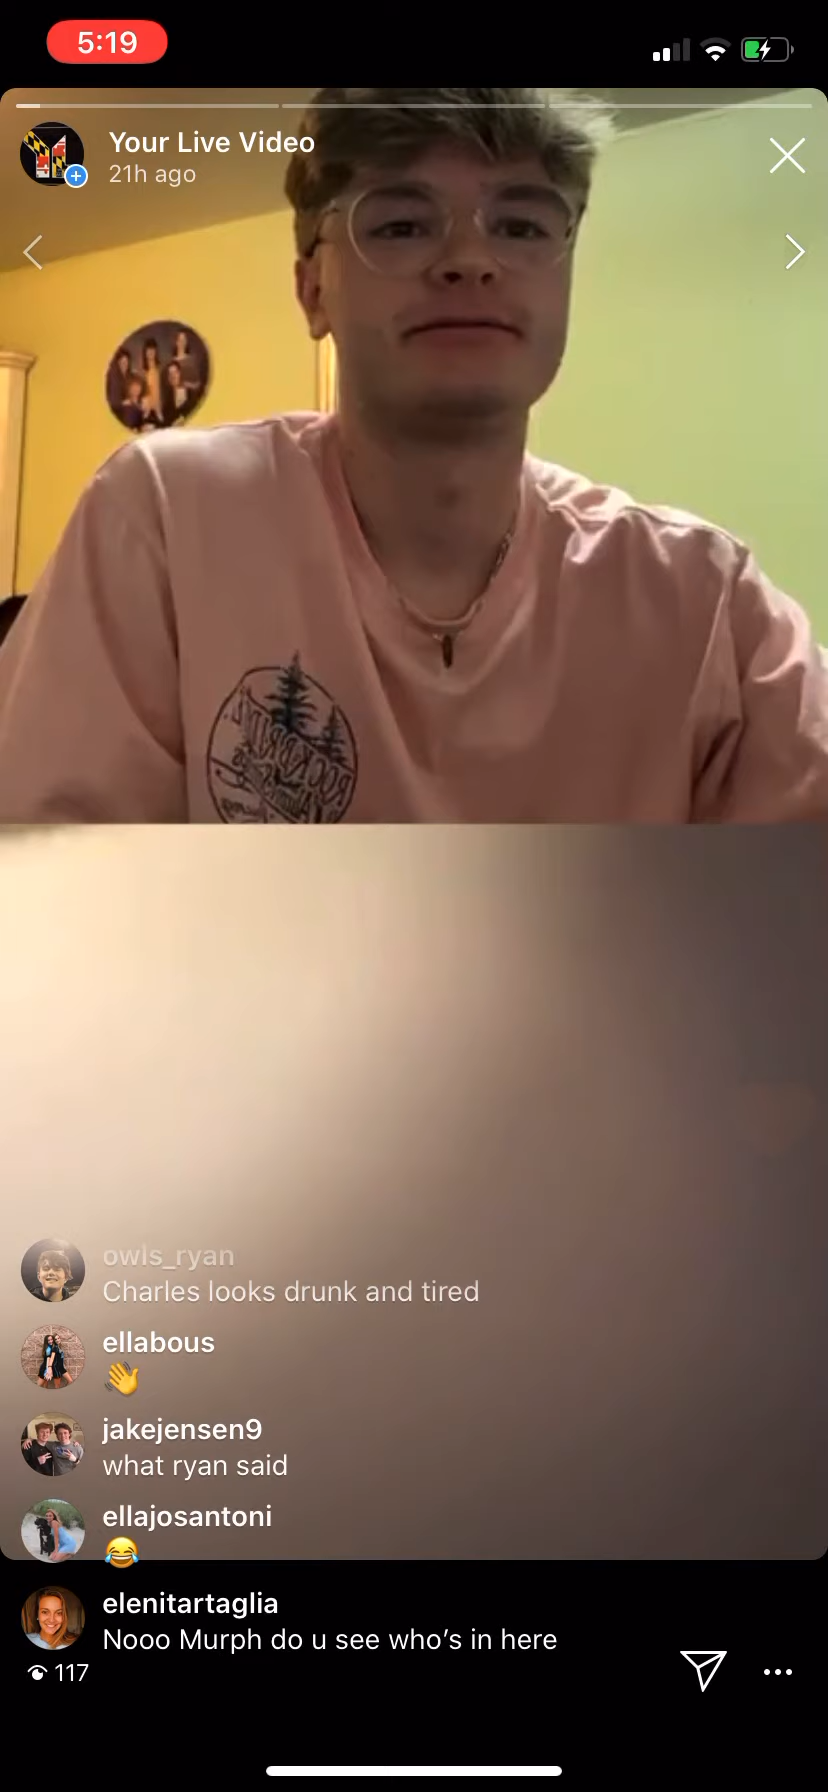 5:19
Your Live Video
21h ago
owls_ryan
Charles looks drunk and tired
ellabous
👋
jakejensen9
what ryan said
ellajosantoni
😂
elenitartaglia
Nooo Murph do u see who's in here
117